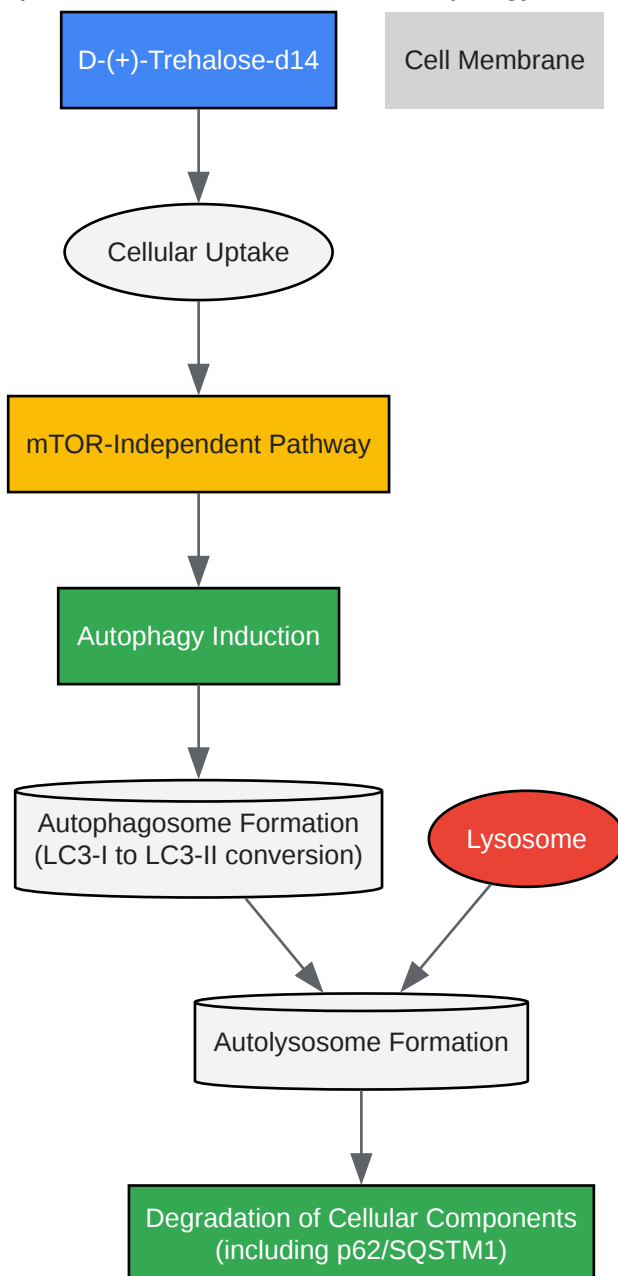 D-(+)-Trehalose-d14
Cell Membrane
Cellular Uptake
mTOR-Independent Pathway
Autophagy Induction
Autophagosome Formation
(LC3-I to LC3-II conversion)
Lysosome
Autolysosome Formation
Degradation of Cellular Components
(including p62/SQSTM1)